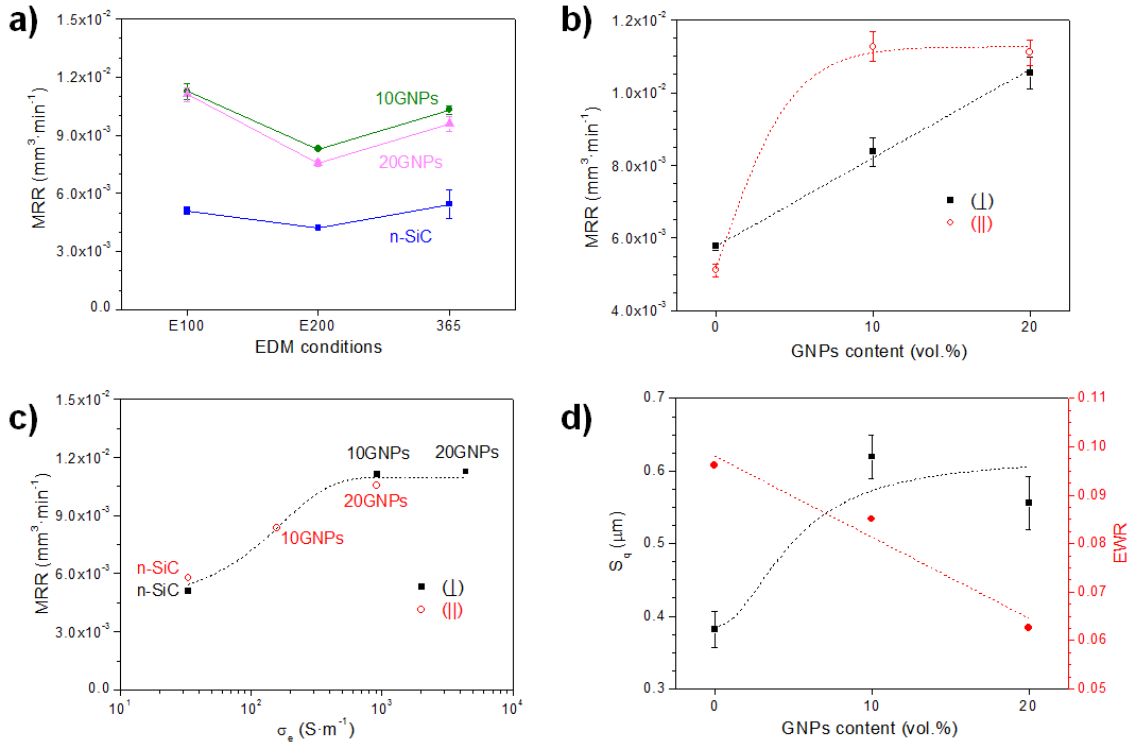 a)
MRR (mm³·min⁻¹)
1.5x10⁻²
1.2x10⁻²
9.0x10⁻³
6.0x10⁻³
3.0x10⁻³
0.0
10GNPs
20GNPs
n-SiC
E100
E200
365
EDM conditions
b)
MRR (mm³·min⁻¹)
1.2x10⁻²
1.0x10⁻²
8.0x10⁻³
6.0x10⁻³
4.0x10⁻³
(⊥)
(||)
0
10
20
GNPs content (vol.%)
c)
MRR (mm³·min⁻¹)
1.5x10⁻²
1.2x10⁻²
9.0x10⁻³
6.0x10⁻³
3.0x10⁻³
0.0
10GNPs
20GNPs
20GNPs
10GNPs
n-SiC
n-SiC
(⊥)
(||)
10¹
10²
10³
10⁴
σₑ (S·m⁻¹)
d)
S_q (μm)
0.7
0.6
0.5
0.4
0.3
0.11
0.10
0.09
0.08
0.07
0.06
0.05
EWR
0
10
20
GNPs content (vol.%)